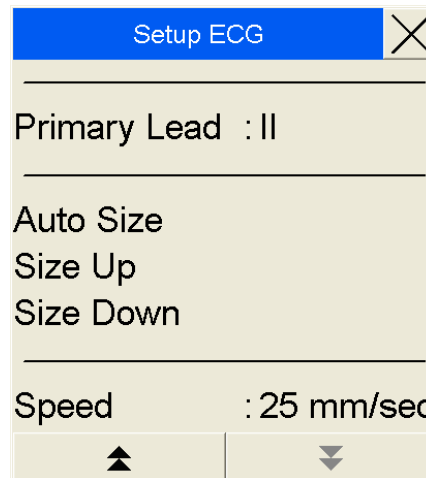 Setup ECG
Primary Lead : II
Auto Size
Size Up
Size Down
Speed : 25 mm/sec